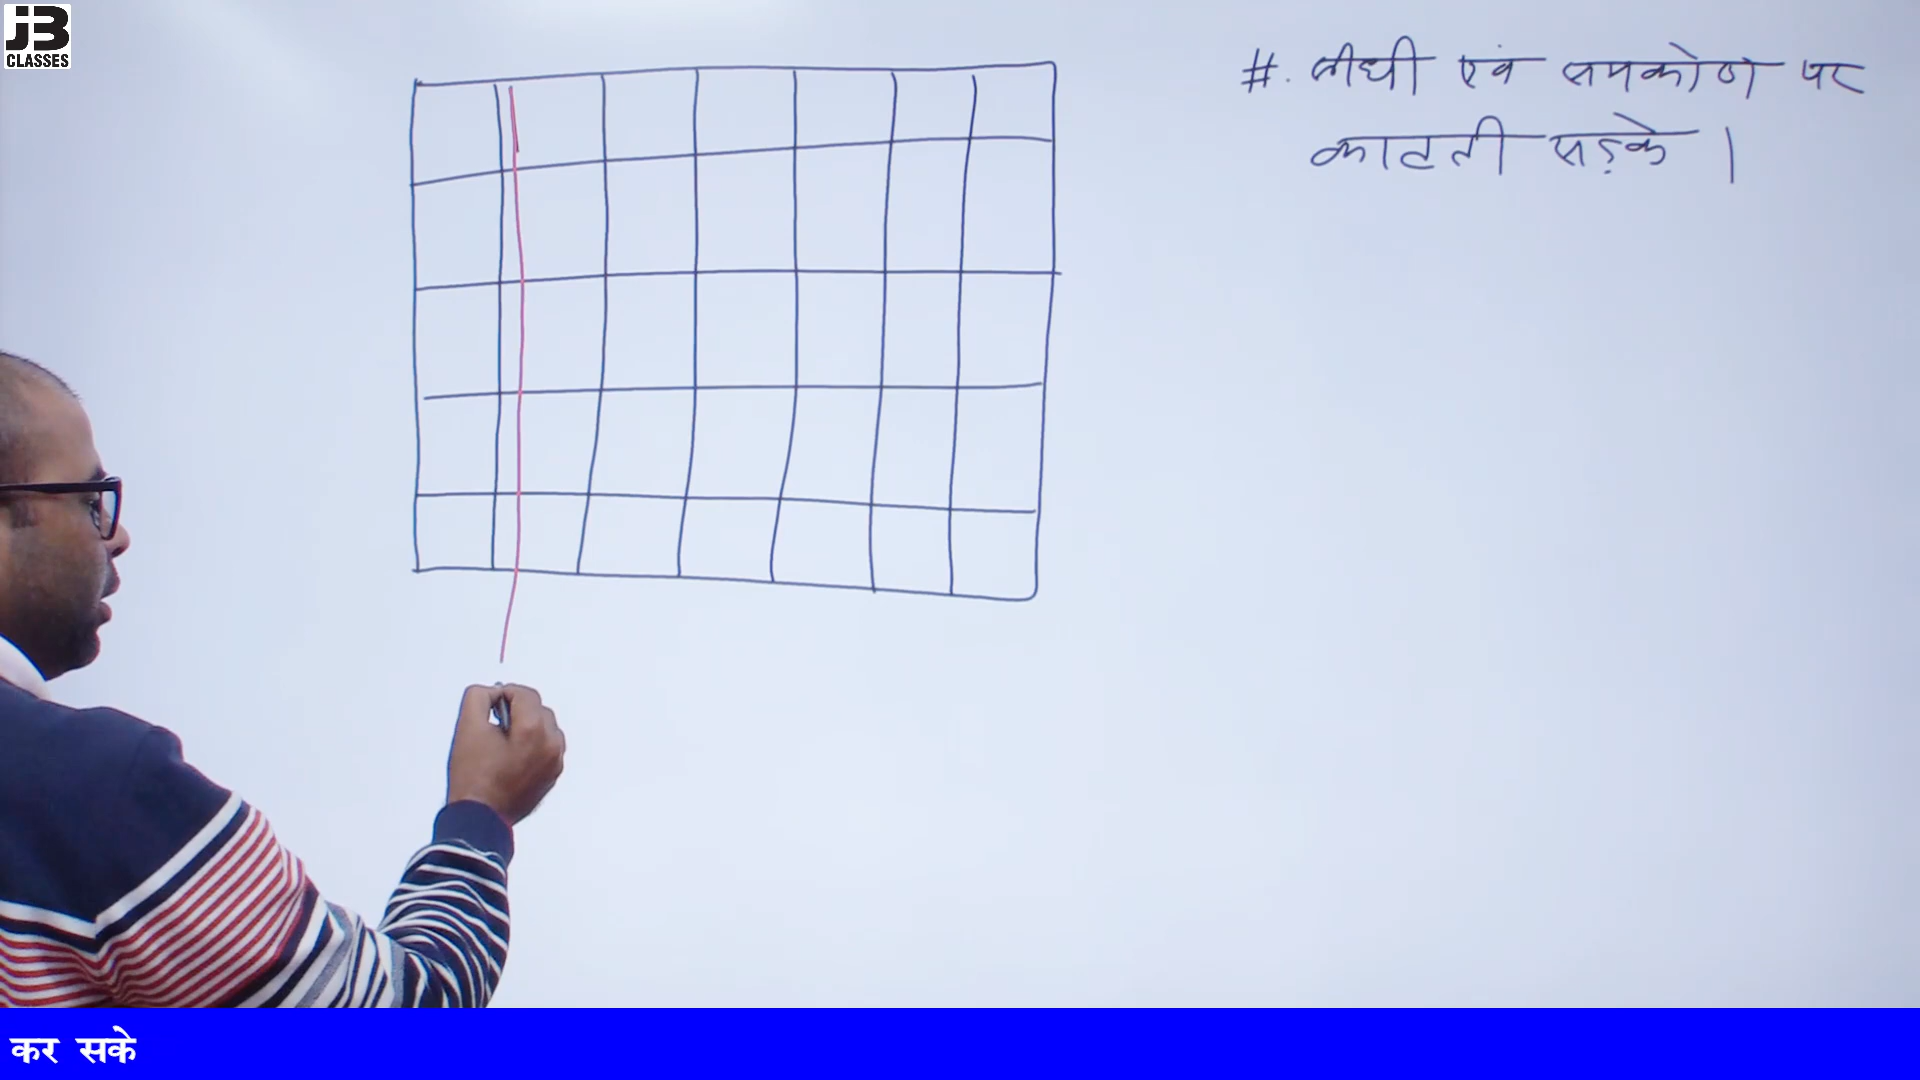 JB
CLASSES
#. सीधी एवं समकोण पर
काटती सड़के ।
कर सके